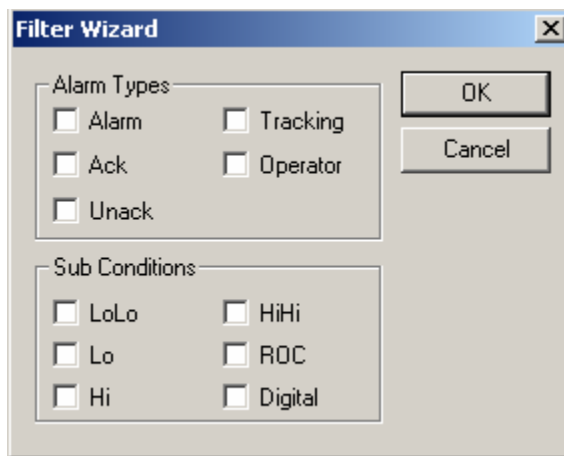 Filter Wizard
Alarm Types
Alarm
Tracking
Ack
Operator
Unack
OK
Cancel
Sub Conditions
LoLo
HiHi
Lo
ROC
Hi
Digital